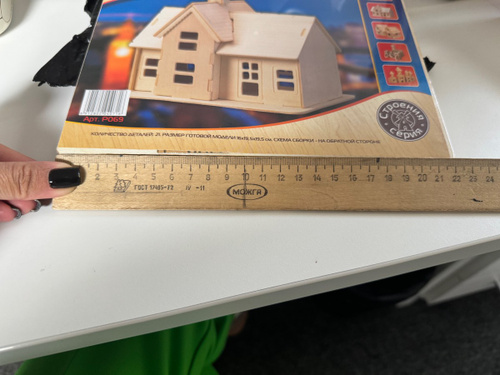 Арт. P069
КОЛИЧЕСТВО ДЕТАЛЕЙ: 21. РАЗМЕР ГОТОВОЙ МОДЕЛИ
СХЕМА СБОРКИ - НА ОБРАТНОЙ СТОРОНЕ
Строения
Серия
2 3 4 5 6 7 8 9 10 11 12 13 14 15 16 17 18 19 20 21 22 23 24
ГОСТ 17435-72 IV -11
МОЖГА